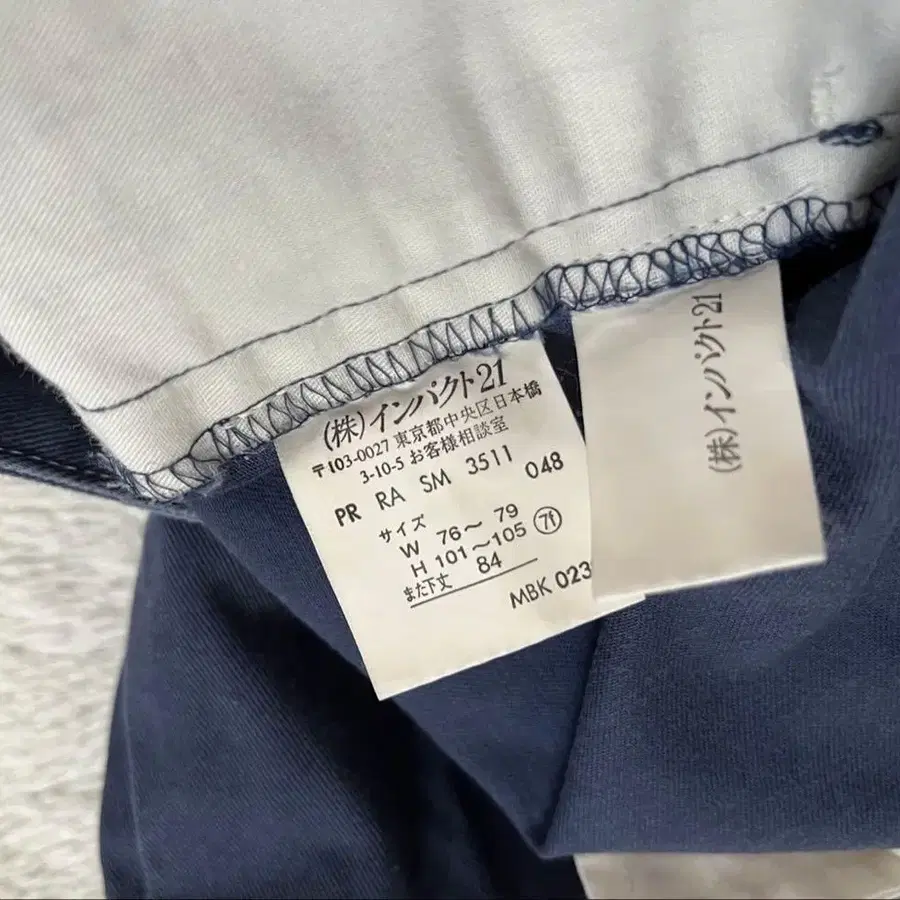 (株)インパクト21
〒103-0027 東京都中央区日本橋
3-10-5 お客様相談室
PR RA SM 3511 048
サイズ
W 76〜 79
H 101〜105 7f
また下丈 84
MBK 023
(株)インパクト21